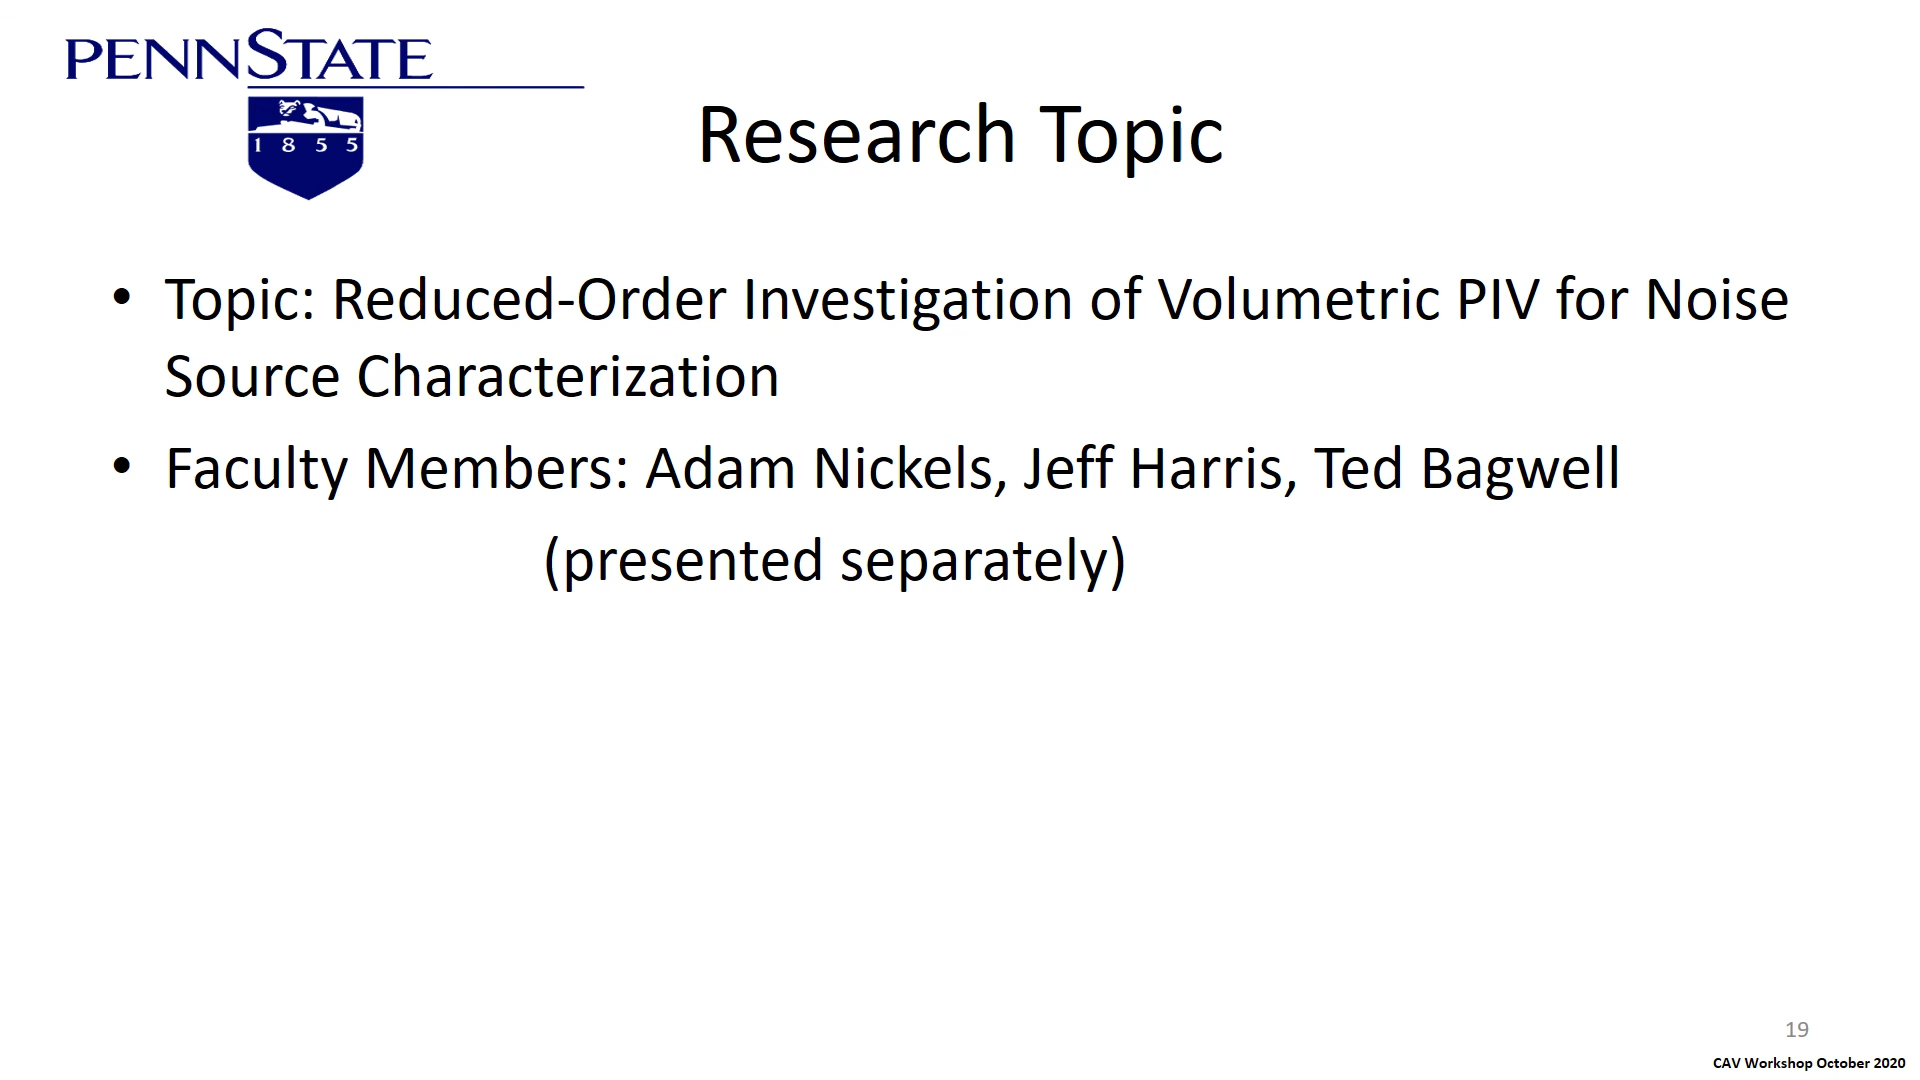 PENNSTATE
1 8 5 5
Research Topic
• Topic: Reduced-Order Investigation of Volumetric PIV for Noise
Source Characterization
• Faculty Members: Adam Nickels, Jeff Harris, Ted Bagwell
(presented separately)
19
CAV Workshop October 2020